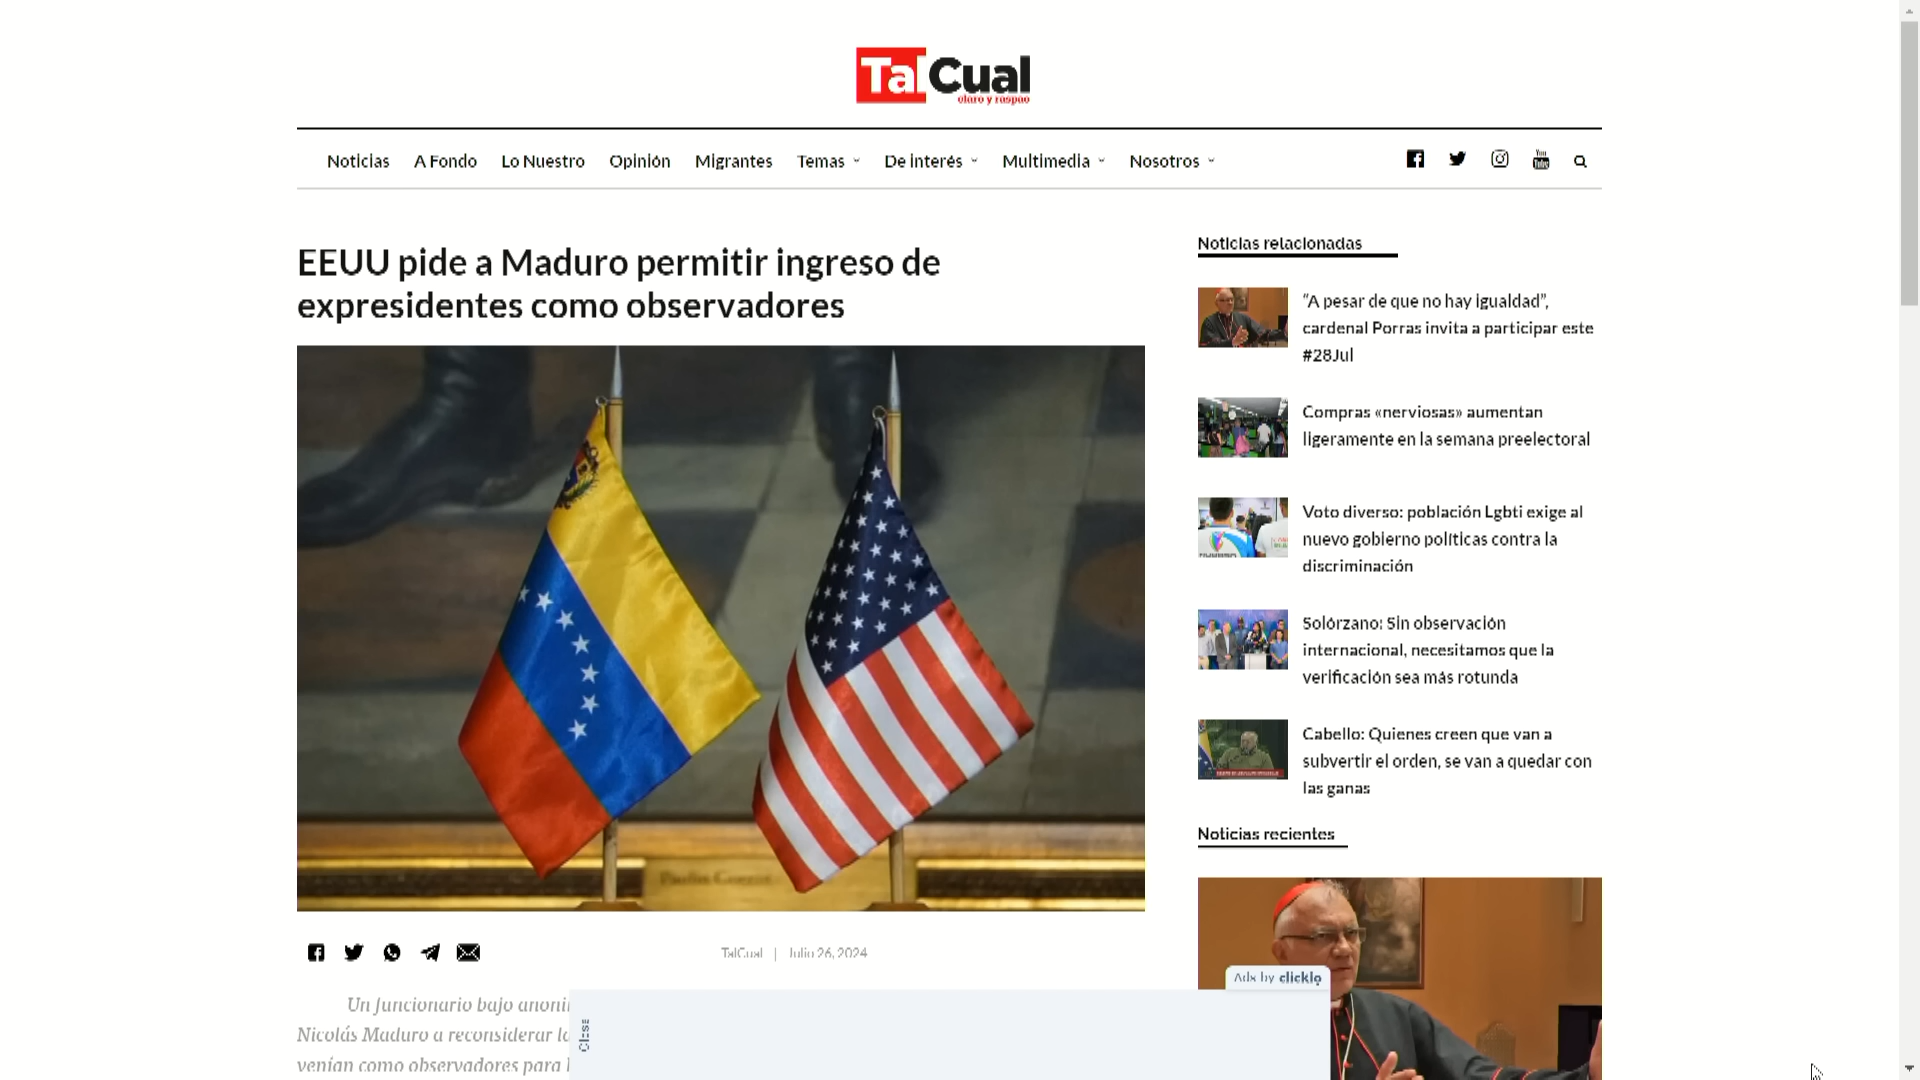 TalCual
claro y raspao
Noticias
A Fondo
Lo Nuestro
Opinión
Migrantes
Temas
De interés
Multimedia
Nosotros
EEUU pide a Maduro permitir ingreso de
expresidentes como observadores
TalCual | Julio 26, 2024
Un funcionario bajo
Nicolás Maduro a reconsiderar
venían como observadores para
Noticias relacionadas
“A pesar de que no hay igualdad”,
cardenal Porras invita a participar este
#28Jul
Compras «nerviosas» aumentan
ligeramente en la semana preelectoral
Voto diverso: población Lgbti exige al
nuevo gobierno políticas contra la
discriminación
Solórzano: Sin observación
internacional, necesitamos que la
verificación sea más rotunda
Cabello: Quienes creen que van a
subvertir el orden, se van a quedar con
las ganas
Noticias recientes
Ads by clickio
Close